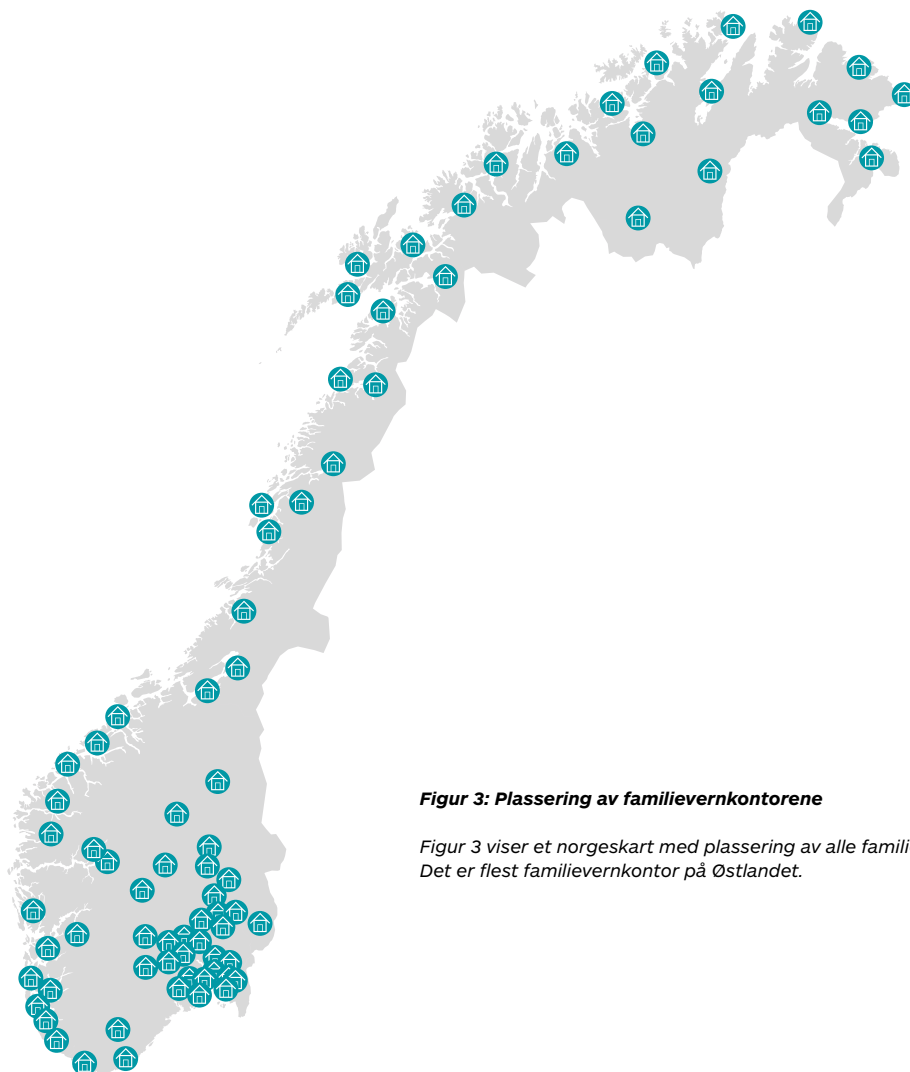 Figur 3: Plassering av familievernkontorene
Figur 3 viser et norgeskart med plassering av alle
Det er flest familievernkontor på Østlandet.